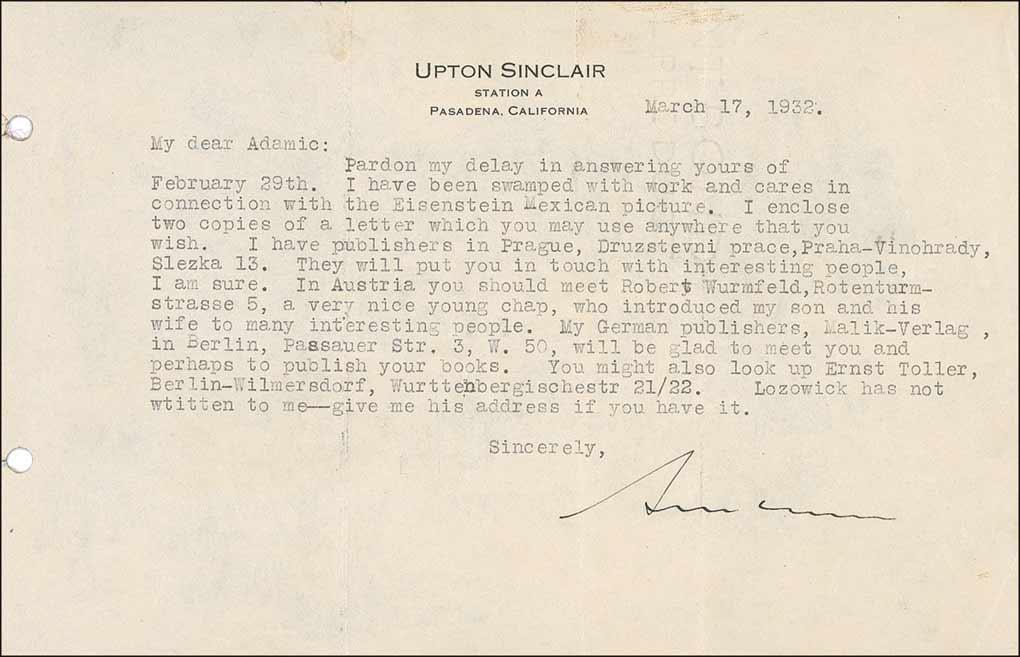 UPTON SINCLAIR
STATION A
PASADENA, CALIFORNIA
March 17, 1932.
My dear Adamic:
Pardon my delay in answering yours of
February 29th. I have been swamped with work and cares in
connection with the Eisenstein Mexican picture. I enclose
two copies of a letter which you may use anywhere that you
wish. I have publishers in Prague, Druzstevni prace,Praha-Vinohrady,
Slezka 13. They will put you in touch with interesting people,
I am sure. In Austria you should meet Robert Wurmfeld,Rotenturm-
strasse 5, a very nice young chap, who introduced my son and his
wife to many interesting people. My German publishers, Malik-Verlag ,
in Berlin, Passauer Str. 3, W. 50, will be glad to meet you and
perhaps to publish your books. You might also look up Ernst Toller,
Berlin-Wilmersdorf, Wurttenbergischestr 21/22. Lozowick has not
wtitten to me—give me his address if you have it.
Sincerely,